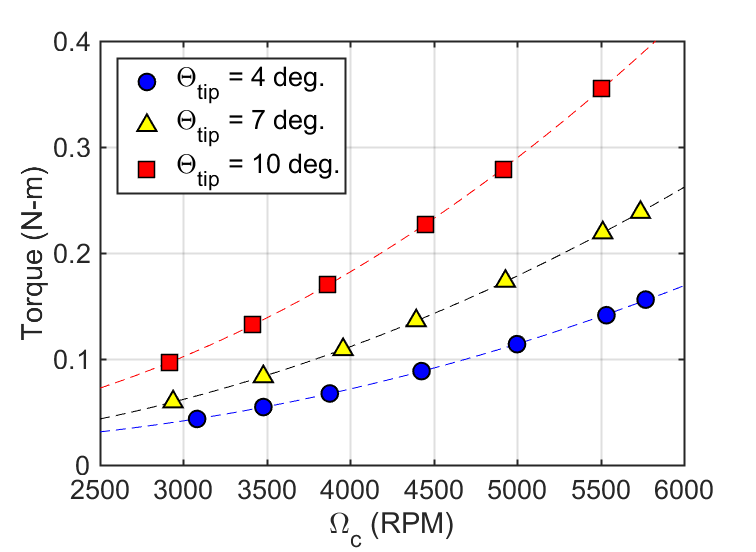 0.4
0.3
0.2
0.1
0
Torque (N-m)
Θtip = 4 deg.
Θtip = 7 deg.
Θtip = 10 deg.
2500 3000 3500 4000 4500 5000 5500 6000
Ωc (RPM)